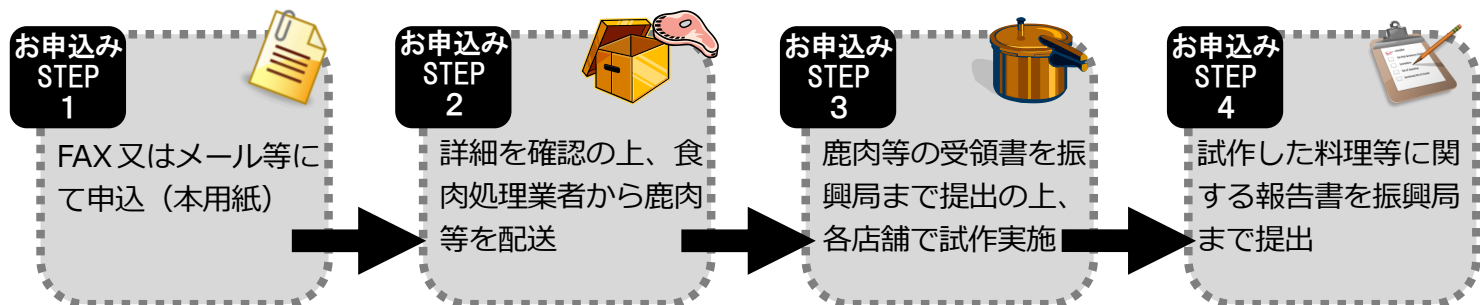 お申込み
STEP
1
FAX又はメール等に
て申込（本用紙）
お申込み
STEP
2
詳細を確認の上、食
肉処理業者から鹿肉
等を配送
お申込み
STEP
3
鹿肉等の受領書を振
興局まで提出の上、
各店舗で試作実施
お申込み
STEP
4
試作した料理等に関
する報告書を振興局
まで提出